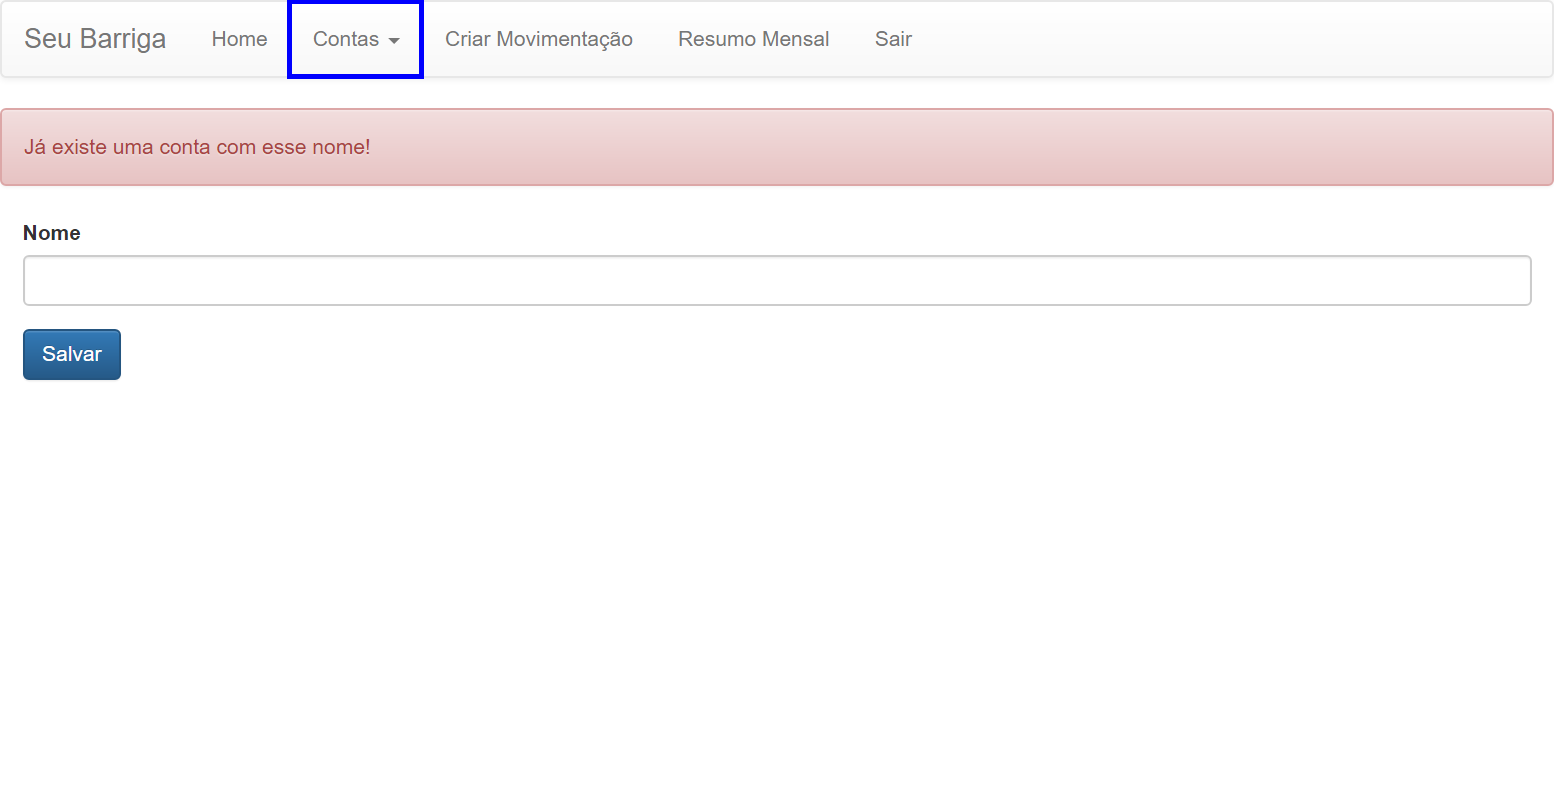 Seu Barriga Home Contas Criar Movimentação Resumo Mensal Sair
Já existe uma conta com esse nome!
Nome
Salvar